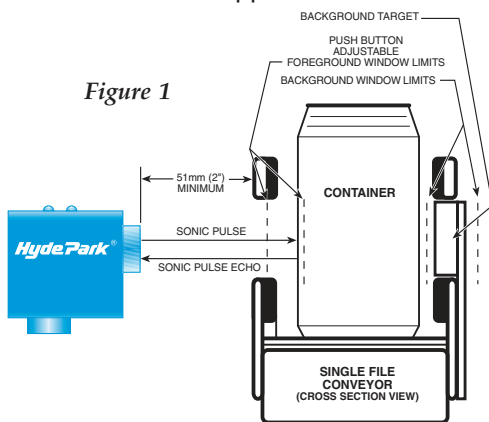 BACKGROUND TARGET
PUSH BUTTON
ADJUSTABLE
FOREGROUND WINDOW LIMITS
BACKGROUND WINDOW LIMITS
Figure 1
51mm (2")
MINIMUM
CONTAINER
SONIC PULSE
HydePark®
SONIC PULSE ECHO
SINGLE FILE
CONVEYOR
(CROSS SECTION VIEW)